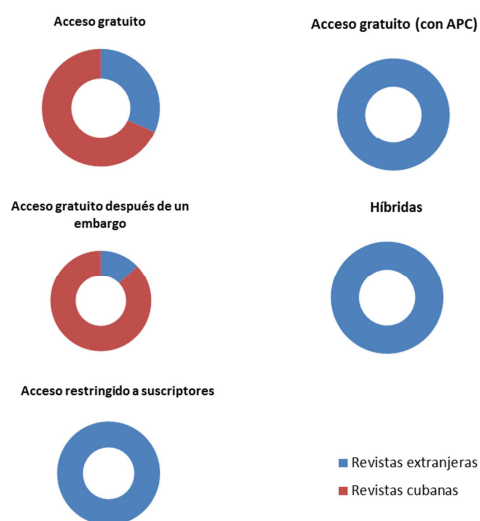 Acceso gratuito
Acceso gratuito (con APC)
Acceso gratuito después de un
embargo
Híbridas
Acceso restringido a suscriptores
Revistas extranjeras
Revistas cubanas